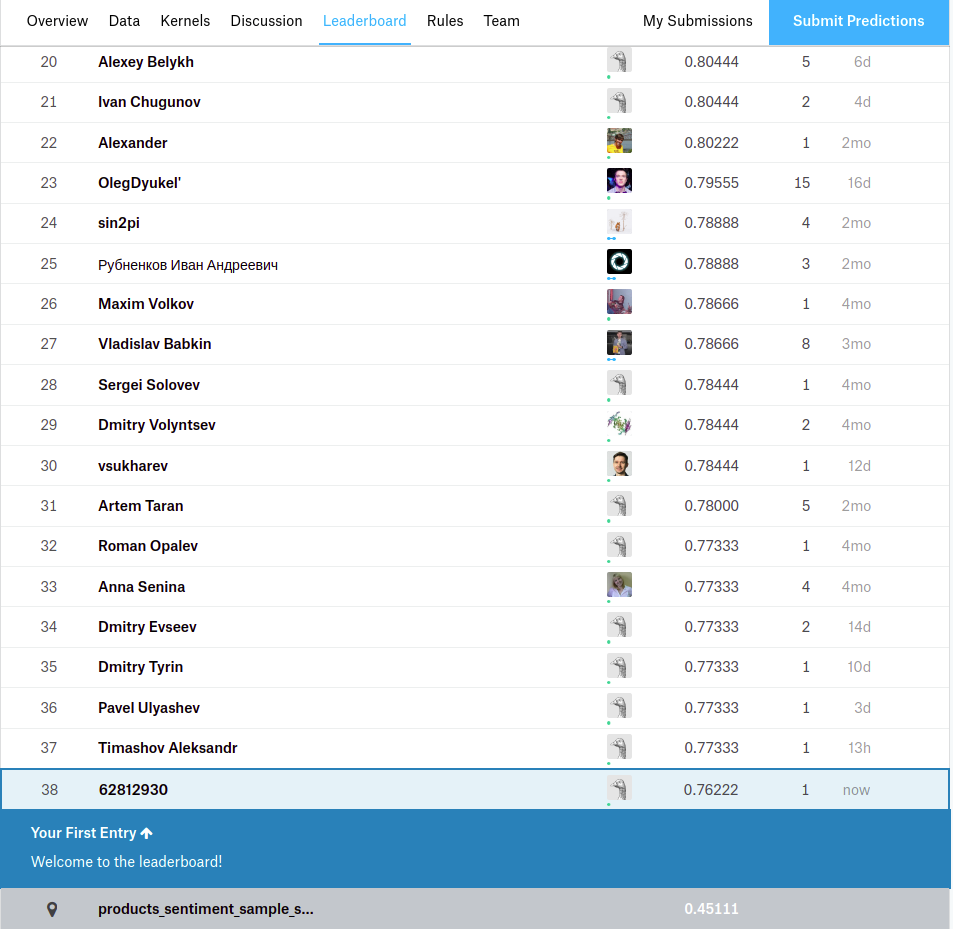 Overview Data Kernels Discussion Leaderboard Rules Team My Submissions Submit Predictions
20 Alexey Belykh 0.80444 5 6d
21 Ivan Chugunov 0.80444 2 4d
22 Alexander 0.80222 1 2mo
23 OlegDyukel' 0.79555 15 16d
24 sin2pi 0.78888 4 2mo
25 Рубненков Иван Андреевич 0.78888 3 2mo
26 Maxim Volkov 0.78666 1 4mo
27 Vladislav Babkin 0.78666 8 3mo
28 Sergei Solovev 0.78444 1 4mo
29 Dmitry Volyntsev 0.78444 2 4mo
30 vsukharev 0.78444 1 12d
31 Artem Taran 0.78000 5 2mo
32 Roman Opalev 0.77333 1 4mo
33 Anna Senina 0.77333 4 4mo
34 Dmitry Evseev 0.77333 2 14d
35 Dmitry Tyrin 0.77333 1 10d
36 Pavel Ulyashev 0.77333 1 3d
37 Timashov Aleksandr 0.77333 1 13h
38 62812930 0.76222 1 now
Your First Entry
Welcome to the leaderboard!
products_sentiment_sample_s... 0.45111